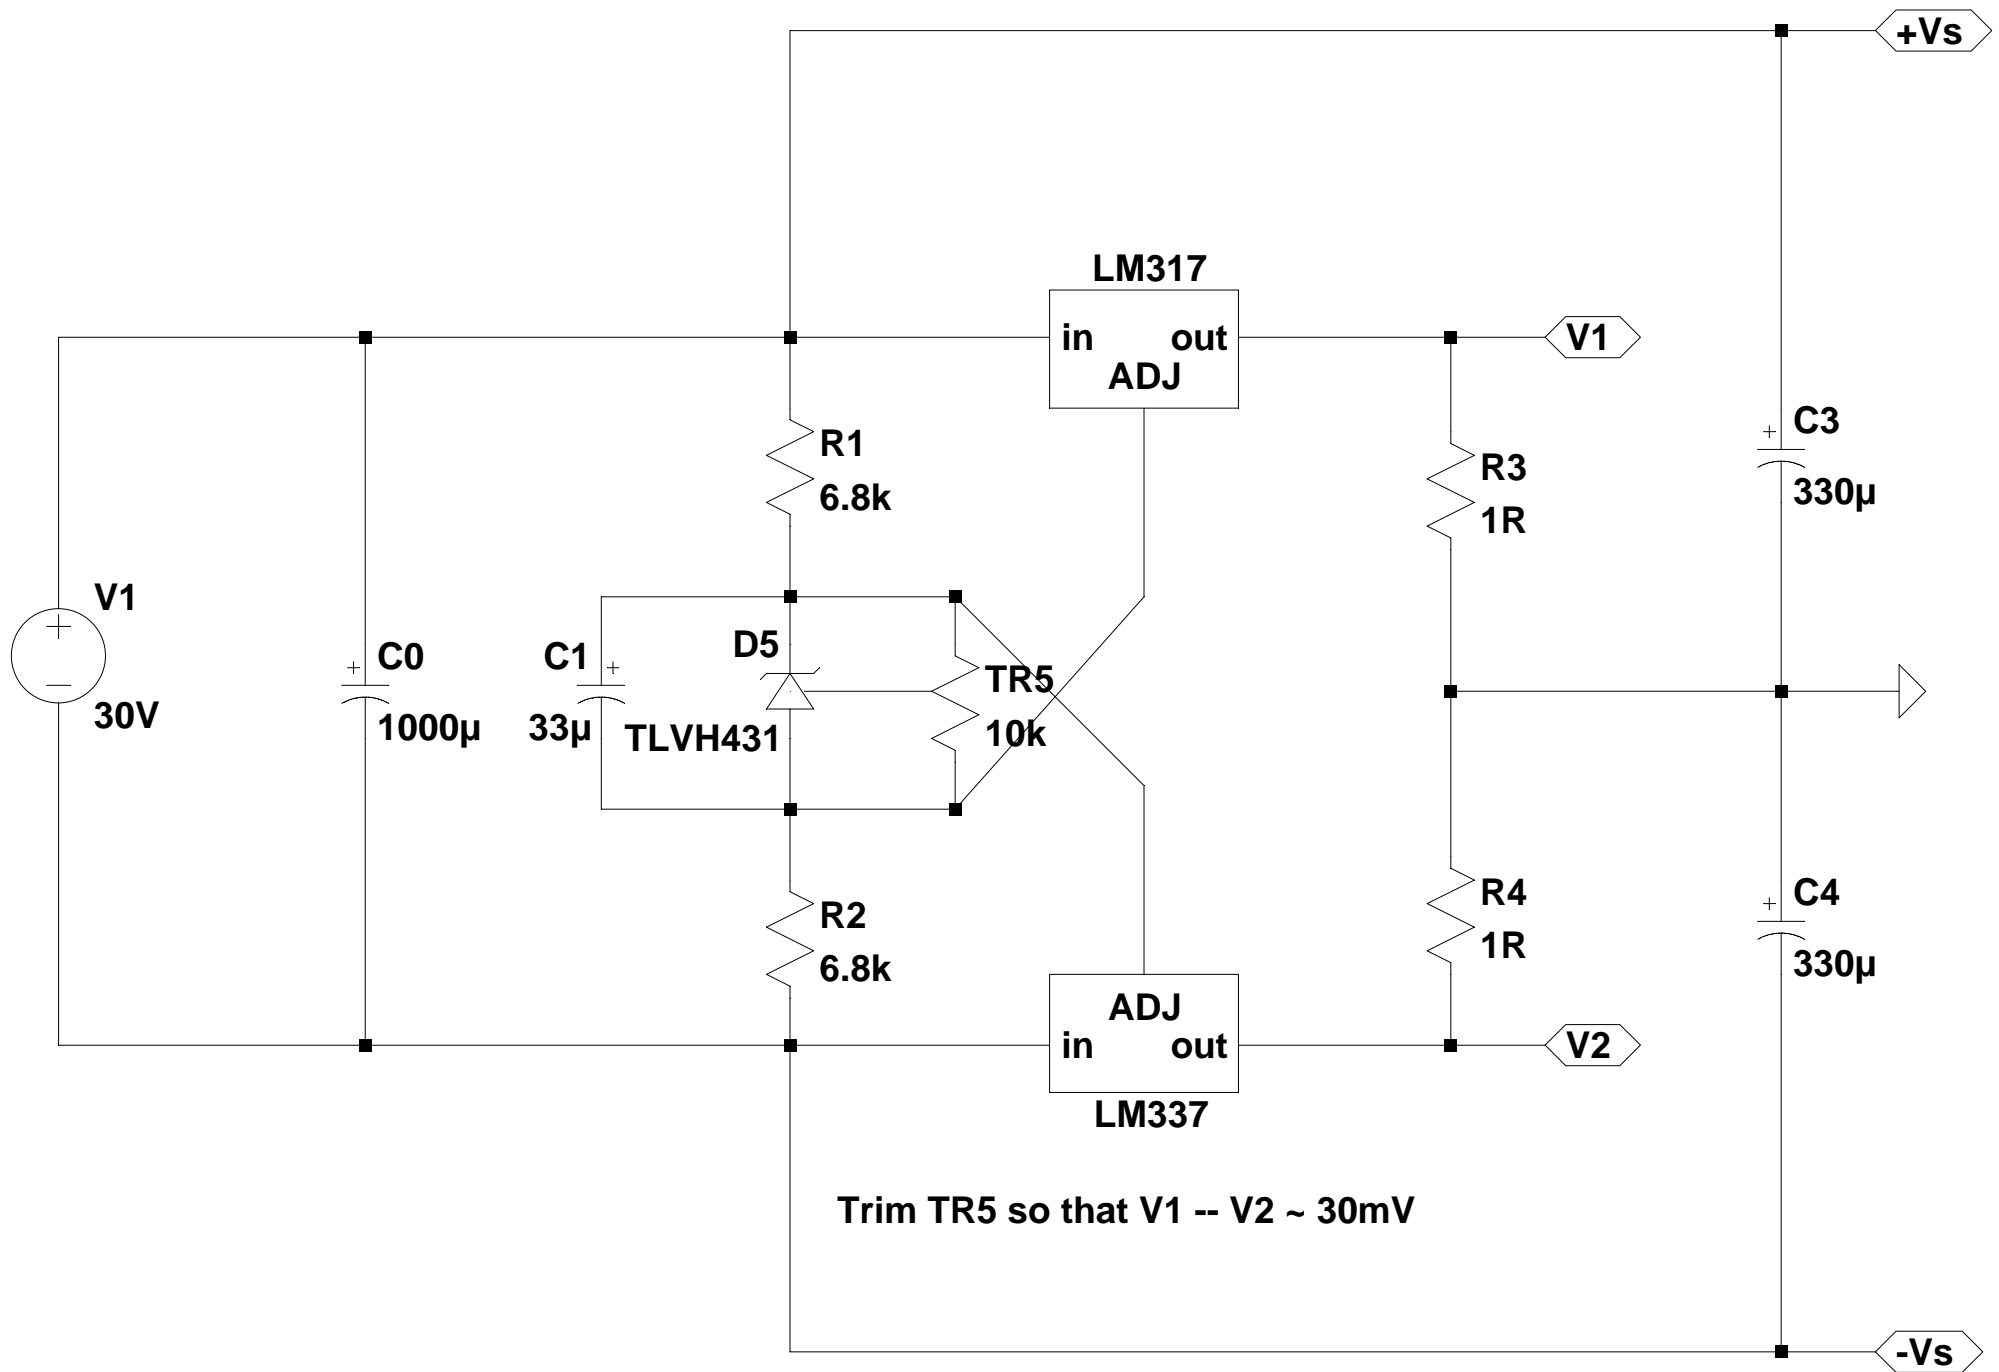 +Vs
LM317
in out
ADJ
V1
R1
6.8k
C3
330µ
R3
1R
V1
30V
C0
1000µ
C1
33µ
D5
TLVH431
TR5
10k
R2
6.8k
R4
1R
C4
330µ
ADJ
in out
LM337
V2
Trim TR5 so that V1 -- V2 ~ 30mV
-Vs